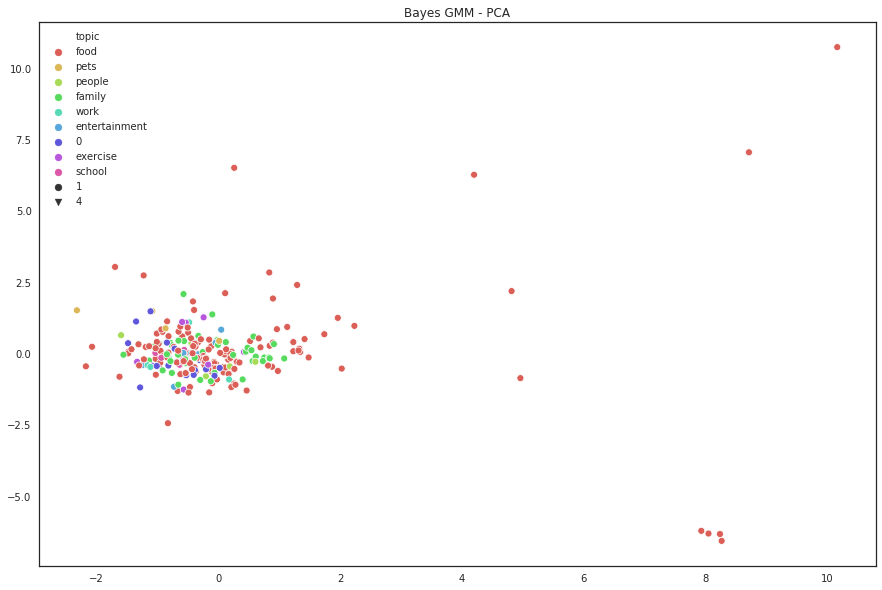 Bayes GMM - PCA
topic
food
pets
people
family
work
entertainment
0
exercise
school
1
4
10.0
7.5
5.0
2.5
0.0
−2.5
−5.0
−2 0 2 4 6 8 10